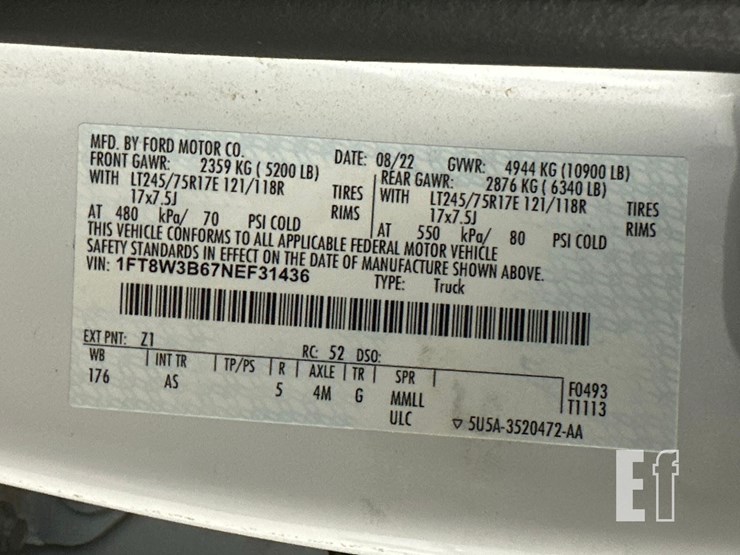 MFD. BY FORD MOTOR CO. DATE: 08/22 GVWR: 4944 KG (10900 LB)
FRONT GAWR: 2359 KG ( 5200 LB) REAR GAWR: 2876 KG ( 6340 LB)
WITH LT245/75R17E 121/118R TIRES WITH LT245/75R17E 121/118R TIRES
17x7.5J RIMS 17x7.5J RIMS
AT 480 kPa/ 70 PSI COLD AT 550 kPa/ 80 PSI COLD
THIS VEHICLE CONFORMS TO ALL APPLICABLE FEDERAL MOTOR VEHICLE
SAFETY STANDARDS IN EFFECT ON THE DATE OF MANUFACTURE SHOWN ABOVE.
VIN: 1FT8W3B67NEF31436 TYPE: Truck
EXT PNT: Z1 RC: 52 DSO:
WB INT TR TP/PS R AXLE TR SPR F0493
176 AS 5 4M G MMLL T1113
ULC ▽ 5U5A-3520472-AA
Ef